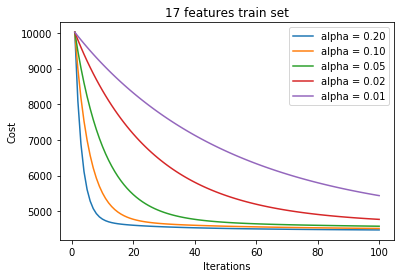 17 features train set
alpha = 0.20
alpha = 0.10
alpha = 0.05
alpha = 0.02
alpha = 0.01
Cost
10000
9000
8000
7000
6000
5000
0 20 40 60 80 100
Iterations